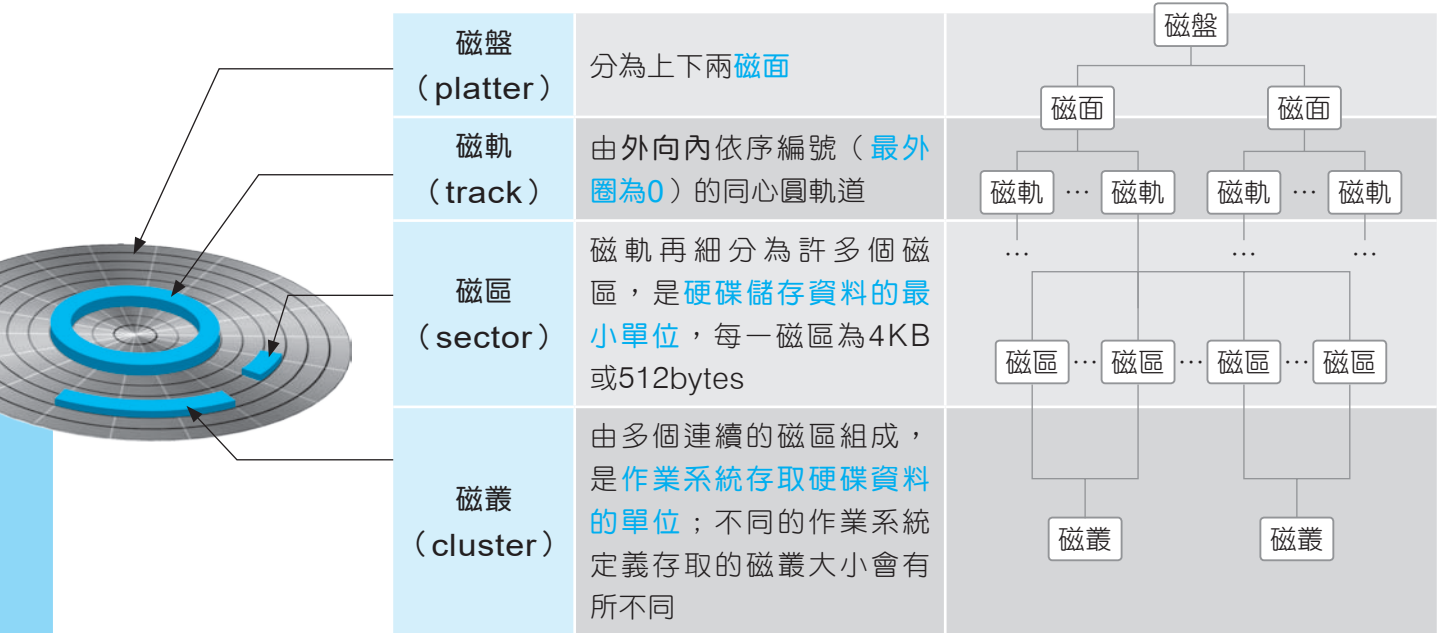 磁盤
（platter）
分為上下兩磁面
磁軌
（track）
由外向內依序編號（最外
圈為0）的同心圓軌道
磁區
（sector）
磁軌再細分為許多個磁
區，是硬碟儲存資料的最
小單位，每一磁區為4KB
或512bytes
磁叢
（cluster）
由多個連續的磁區組成，
是作業系統存取硬碟資料
的單位；不同的作業系統
定義存取的磁叢大小會有
所不同
磁盤
磁面 磁面
磁軌 … 磁軌 磁軌 … 磁軌
… … …
磁區 … 磁區 … 磁區 … 磁區
磁叢 磁叢